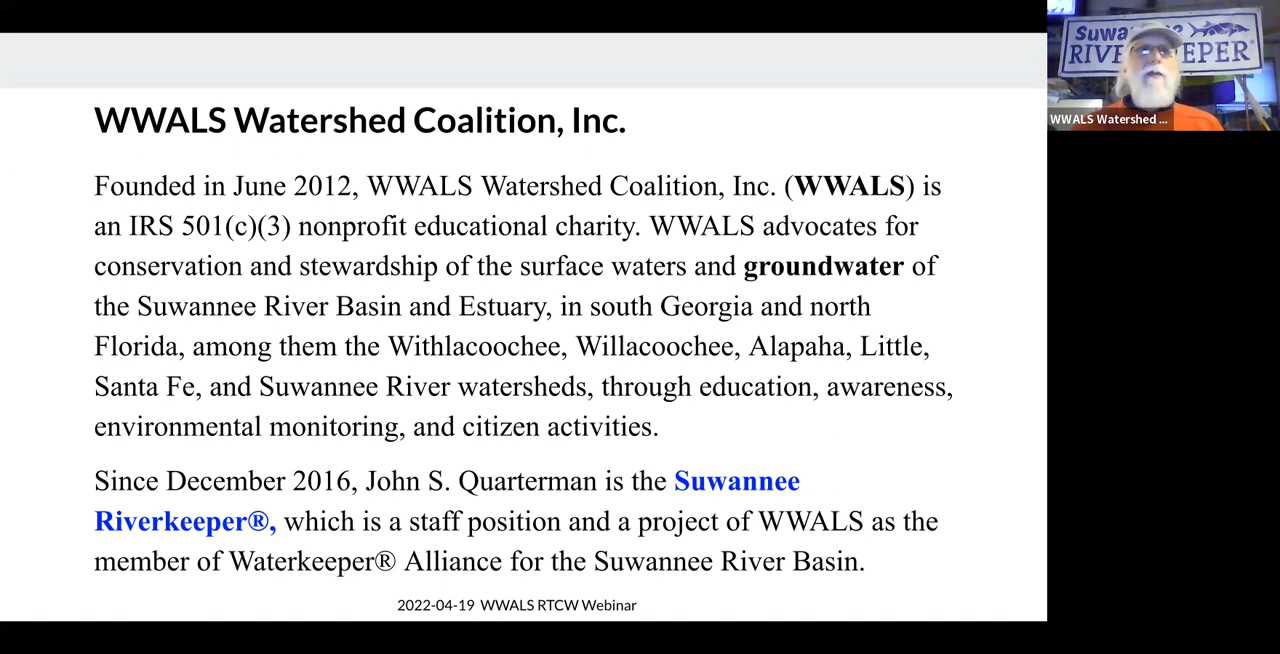 WWALS Watershed Coalition, Inc.
Founded in June 2012, WWALS Watershed Coalition, Inc. (WWALS) is
an IRS 501(c)(3) nonprofit educational charity. WWALS advocates for
conservation and stewardship of the surface waters and groundwater of
the Suwannee River Basin and Estuary, in south Georgia and north
Florida, among them the Withlacoochee, Willacoochee, Alapaha, Little,
Santa Fe, and Suwannee River watersheds, through education, awareness,
environmental monitoring, and citizen activities.
Since December 2016, John S. Quarterman is the Suwannee
Riverkeeper®, which is a staff position and a project of WWALS as the
member of Waterkeeper® Alliance for the Suwannee River Basin.
2022-04-19 WWALS RTCW Webinar
Suwa
RIV EEPER
WWALS Watershed ...